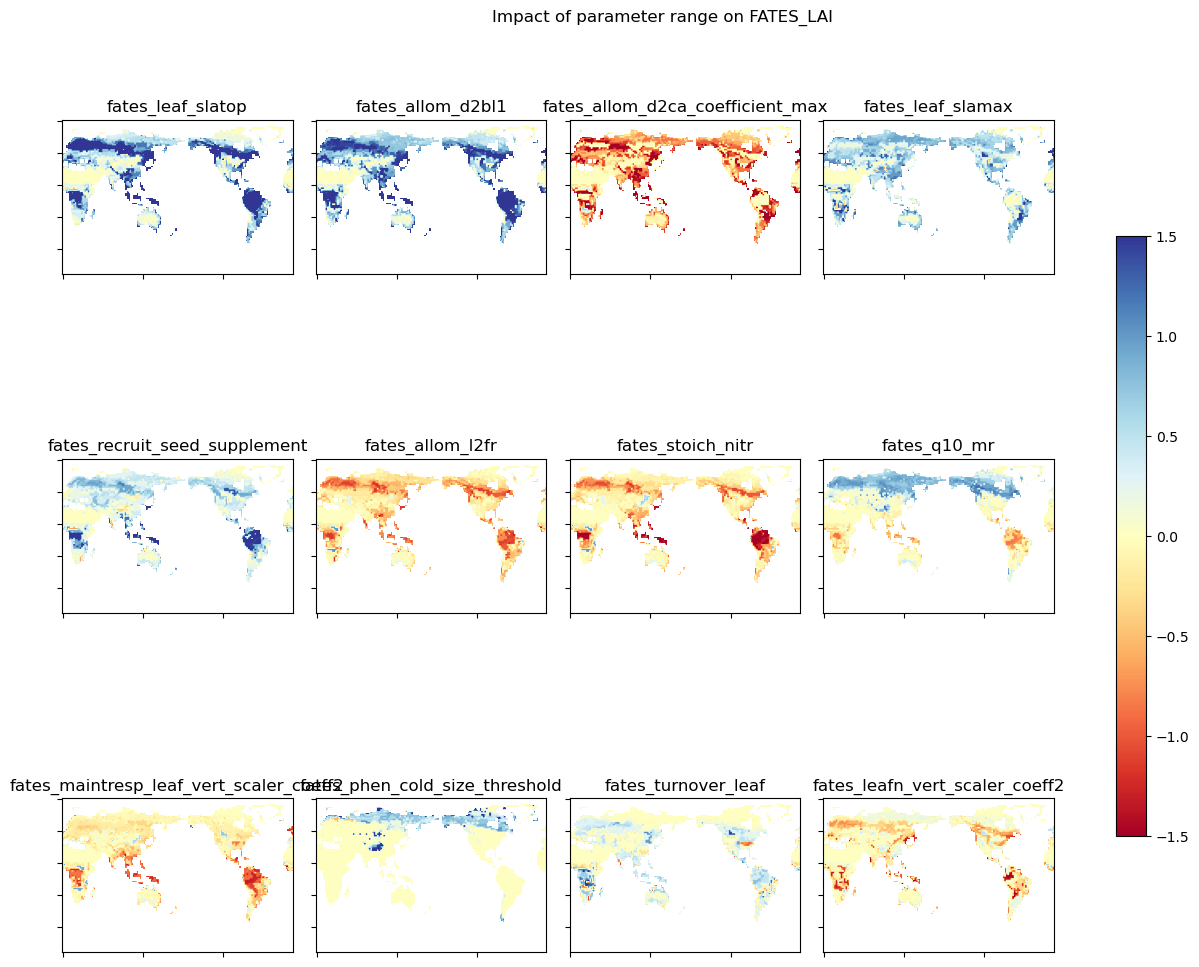 Impact of parameter range on FATES_LAI
fates_leaf_slatop
fates_allom_d2bl1
fates_allom_d2ca_coefficient_max
fates_leaf_slamax
1.5
1.0
0.5
0.0
−0.5
−1.0
−1.5
fates_recruit_seed_supplement
fates_allom_l2fr
fates_stoich_nitr
fates_q10_mr
fates_maintresp_leaf_vert_scaler_coeff2
fates_phen_cold_size_threshold
fates_turnover_leaf
fates_leafn_vert_scaler_coeff2